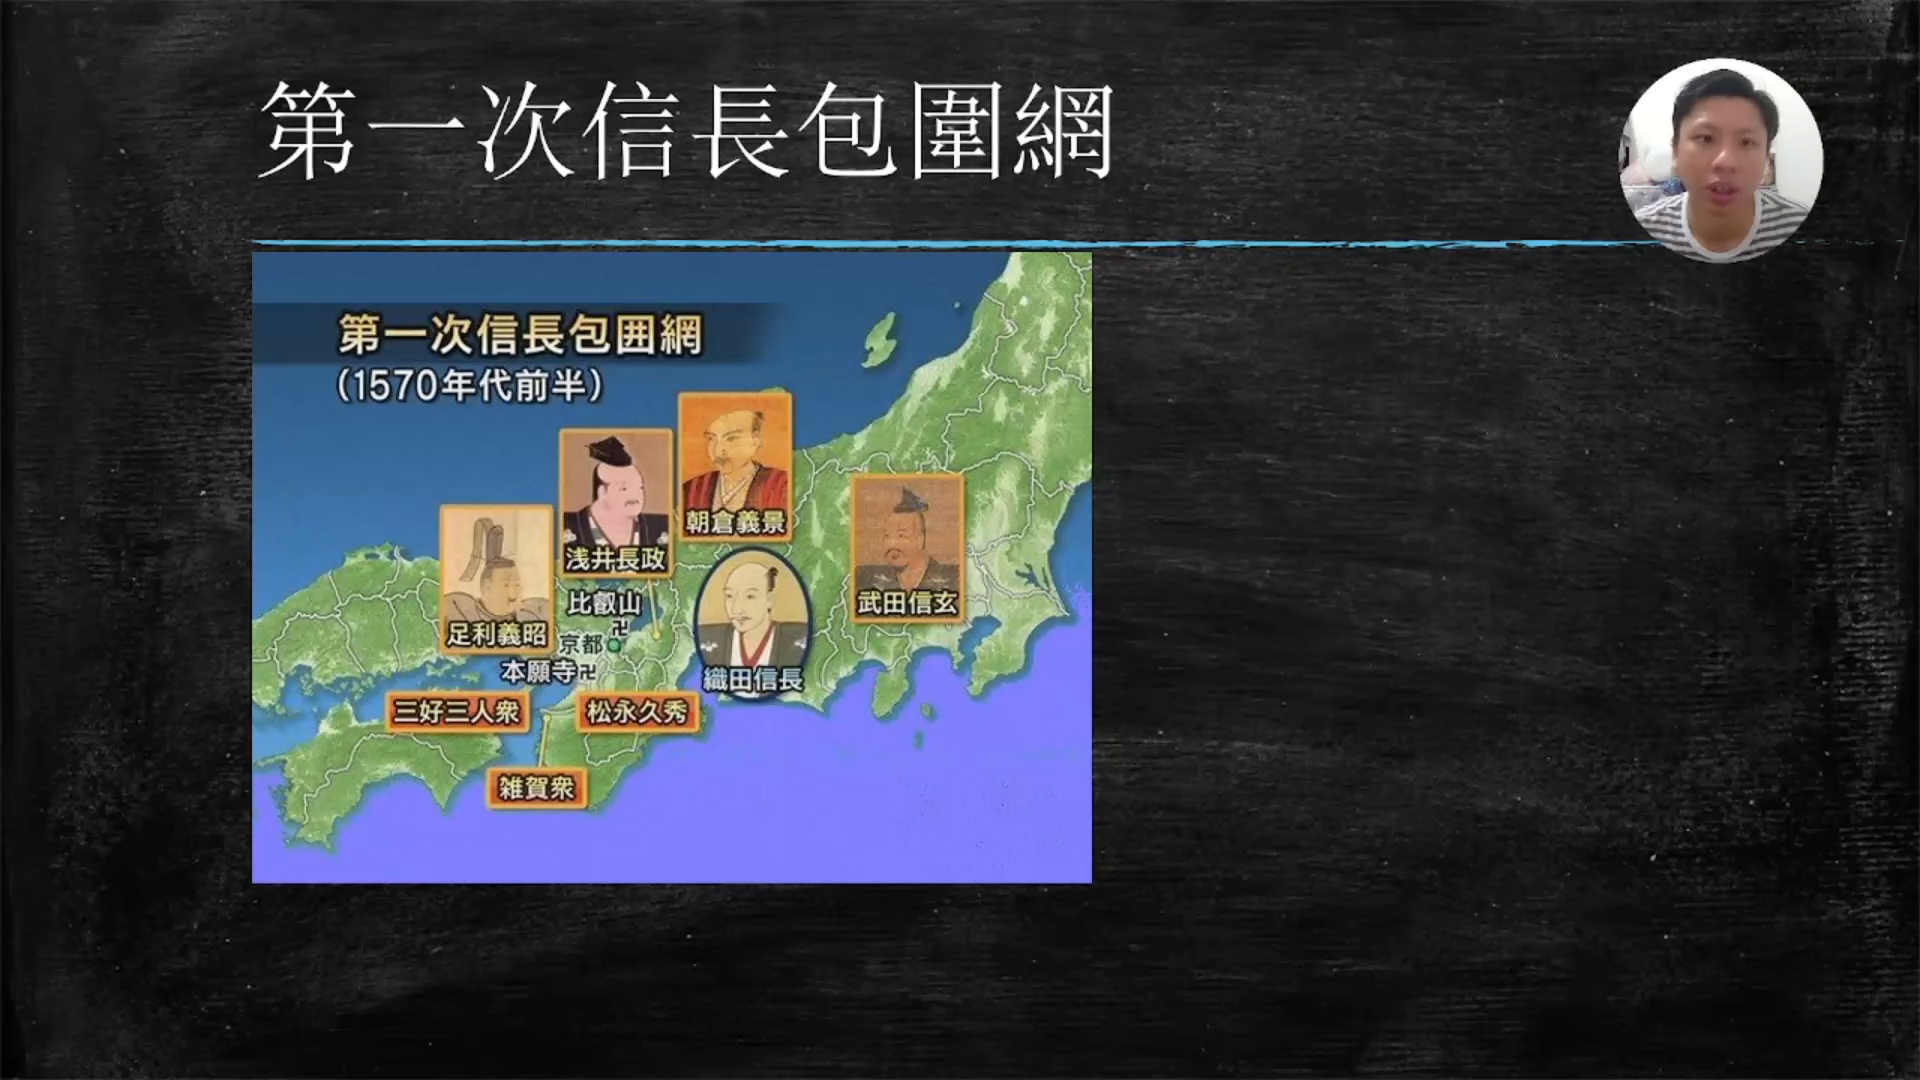 第一次信長包圍網
第一次信長包囲網
(1570年代前半)
朝倉義景
浅井長政
武田信玄
比叡山
足利義昭
京都
本願寺
織田信長
三好三人衆
松永久秀
雑賀衆